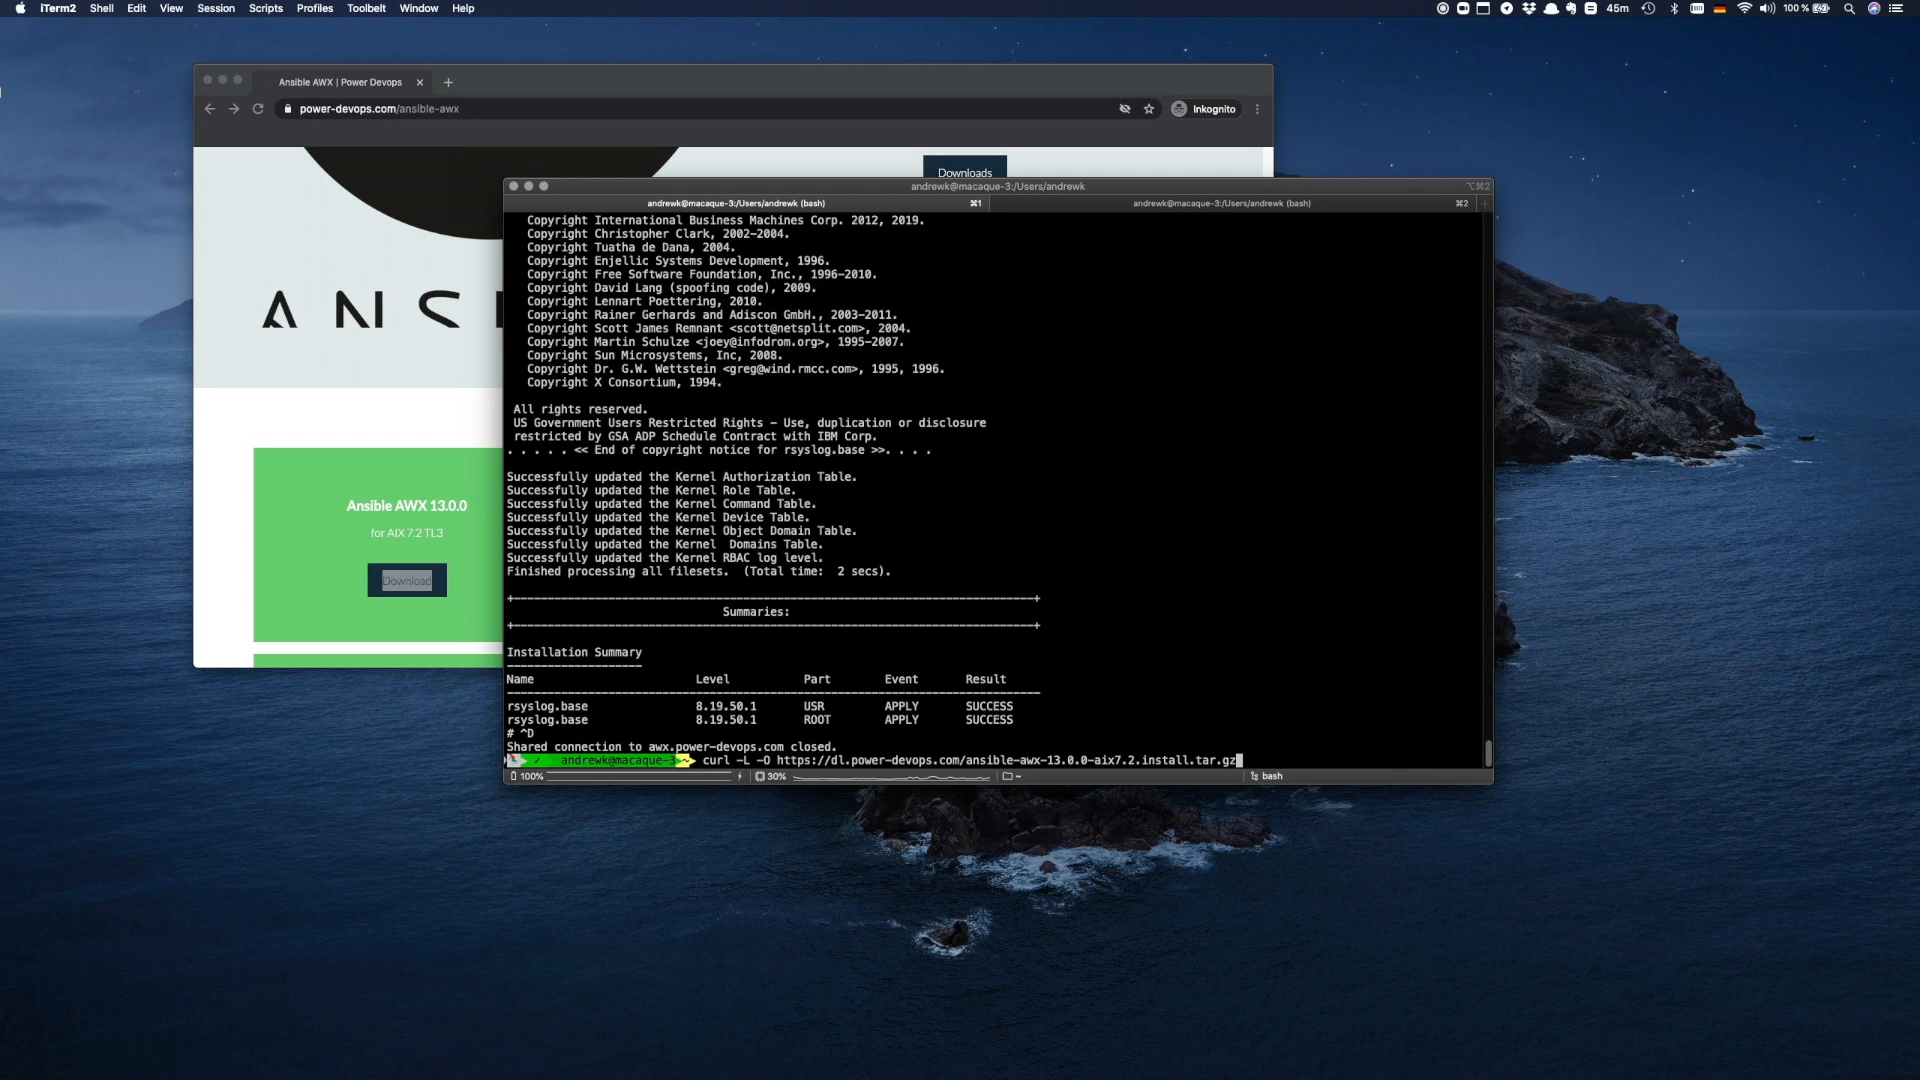 iTerm2 Shell Edit View Session Scripts Profiles Toolbelt Window Help 45m 100 %
Ansible AWX | Power Devops
power-devops.com/ansible-awx Inkognito
Downloads
ANS
Ansible AWX 13.0.0
for AIX 7.2 TL3
Download
andrewk@macaque-3:/Users/andrewk ⌥⌘2
andrewk@macaque-3:/Users/andrewk (bash) ⌘1 andrewk@macaque-3:/Users/andrewk (bash) ⌘2
Copyright International Business Machines Corp. 2012, 2019.
Copyright Christopher Clark, 2002-2004.
Copyright Tuatha de Dana, 2004.
Copyright Enjellic Systems Development, 1996.
Copyright Free Software Foundation, Inc., 1996-2010.
Copyright David Lang (spoofing code), 2009.
Copyright Lennart Poettering, 2010.
Copyright Rainer Gerhards and Adiscon GmbH., 2003-2011.
Copyright Scott James Remnant <scott@netsplit.com>, 2004.
Copyright Martin Schulze <joey@infodrom.org>, 1995-2007.
Copyright Sun Microsystems, Inc, 2008.
Copyright Dr. G.W. Wettstein <greg@wind.rmcc.com>, 1995, 1996.
Copyright X Consortium, 1994.
All rights reserved.
US Government Users Restricted Rights - Use, duplication or disclosure
restricted by GSA ADP Schedule Contract with IBM Corp.
. . . . . << End of copyright notice for rsyslog.base >>. . . .
Successfully updated the Kernel Authorization Table.
Successfully updated the Kernel Role Table.
Successfully updated the Kernel Command Table.
Successfully updated the Kernel Device Table.
Successfully updated the Kernel Object Domain Table.
Successfully updated the Kernel  Domains Table.
Successfully updated the Kernel RBAC log level.
Finished processing all filesets.  (Total time:  2 secs).
Summaries:
Installation Summary
Name Level Part Event Result
rsyslog.base 8.19.50.1 USR APPLY SUCCESS
rsyslog.base 8.19.50.1 ROOT APPLY SUCCESS
# ^D
Shared connection to awx.power-devops.com closed.
✓ andrewk@macaque-3 ~ curl -L -O https://dl.power-devops.com/ansible-awx-13.0.0-aix7.2.install.tar.gz
100% 30% ~ bash